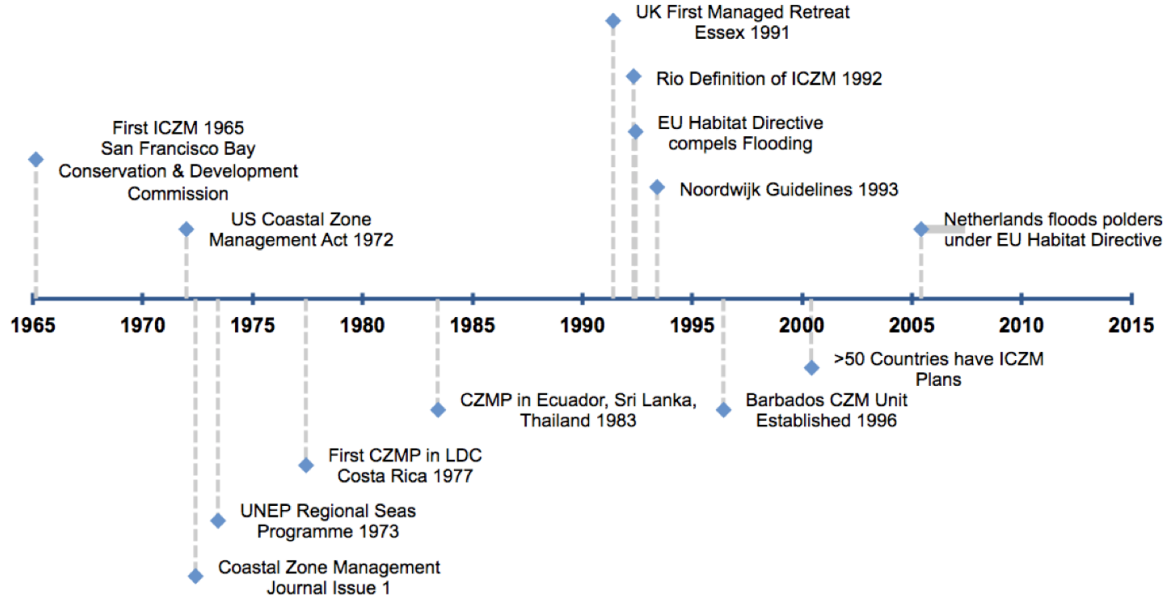 UK First Managed Retreat
Essex 1991
Rio Definition of ICZM 1992
First ICZM 1965
San Francisco Bay
Conservation & Development
Commission
EU Habitat Directive
compels Flooding
Noordwijk Guidelines 1993
US Coastal Zone
Management Act 1972
Netherlands floods polders
under EU Habitat Directive
1965 1970 1975 1980 1985 1990 1995 2000 2005 2010 2015
>50 Countries have ICZM
Plans
CZMP in Ecuador, Sri Lanka,
Thailand 1983
Barbados CZM Unit
Established 1996
First CZMP in LDC
Costa Rica 1977
UNEP Regional Seas
Programme 1973
Coastal Zone Management
Journal Issue 1